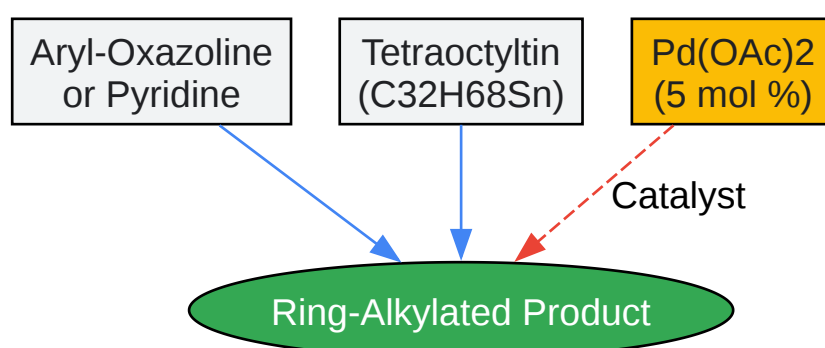 Aryl-Oxazoline
or Pyridine
Tetraoctyltin
(C32H68Sn)
Pd(OAc)2
(5 mol %)
Catalyst
Ring-Alkylated Product